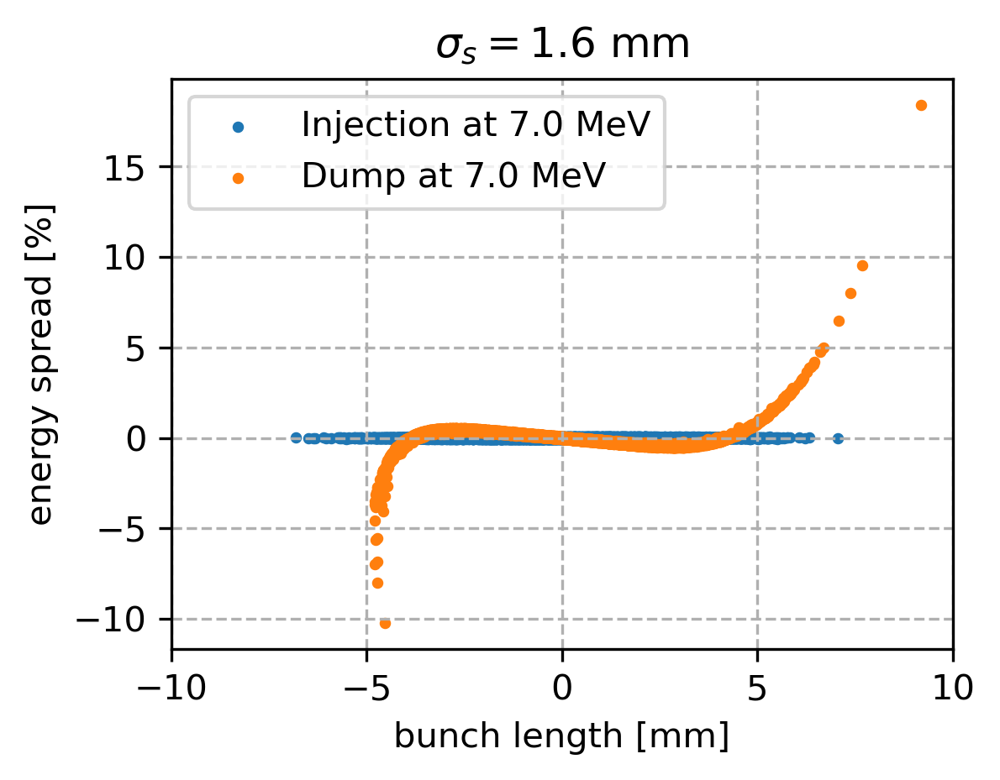 σₛ = 1.6 mm
Injection at 7.0 MeV
Dump at 7.0 MeV
energy spread [%]
15
10
5
0
−5
−10
−10 −5 0 5 10
bunch length [mm]